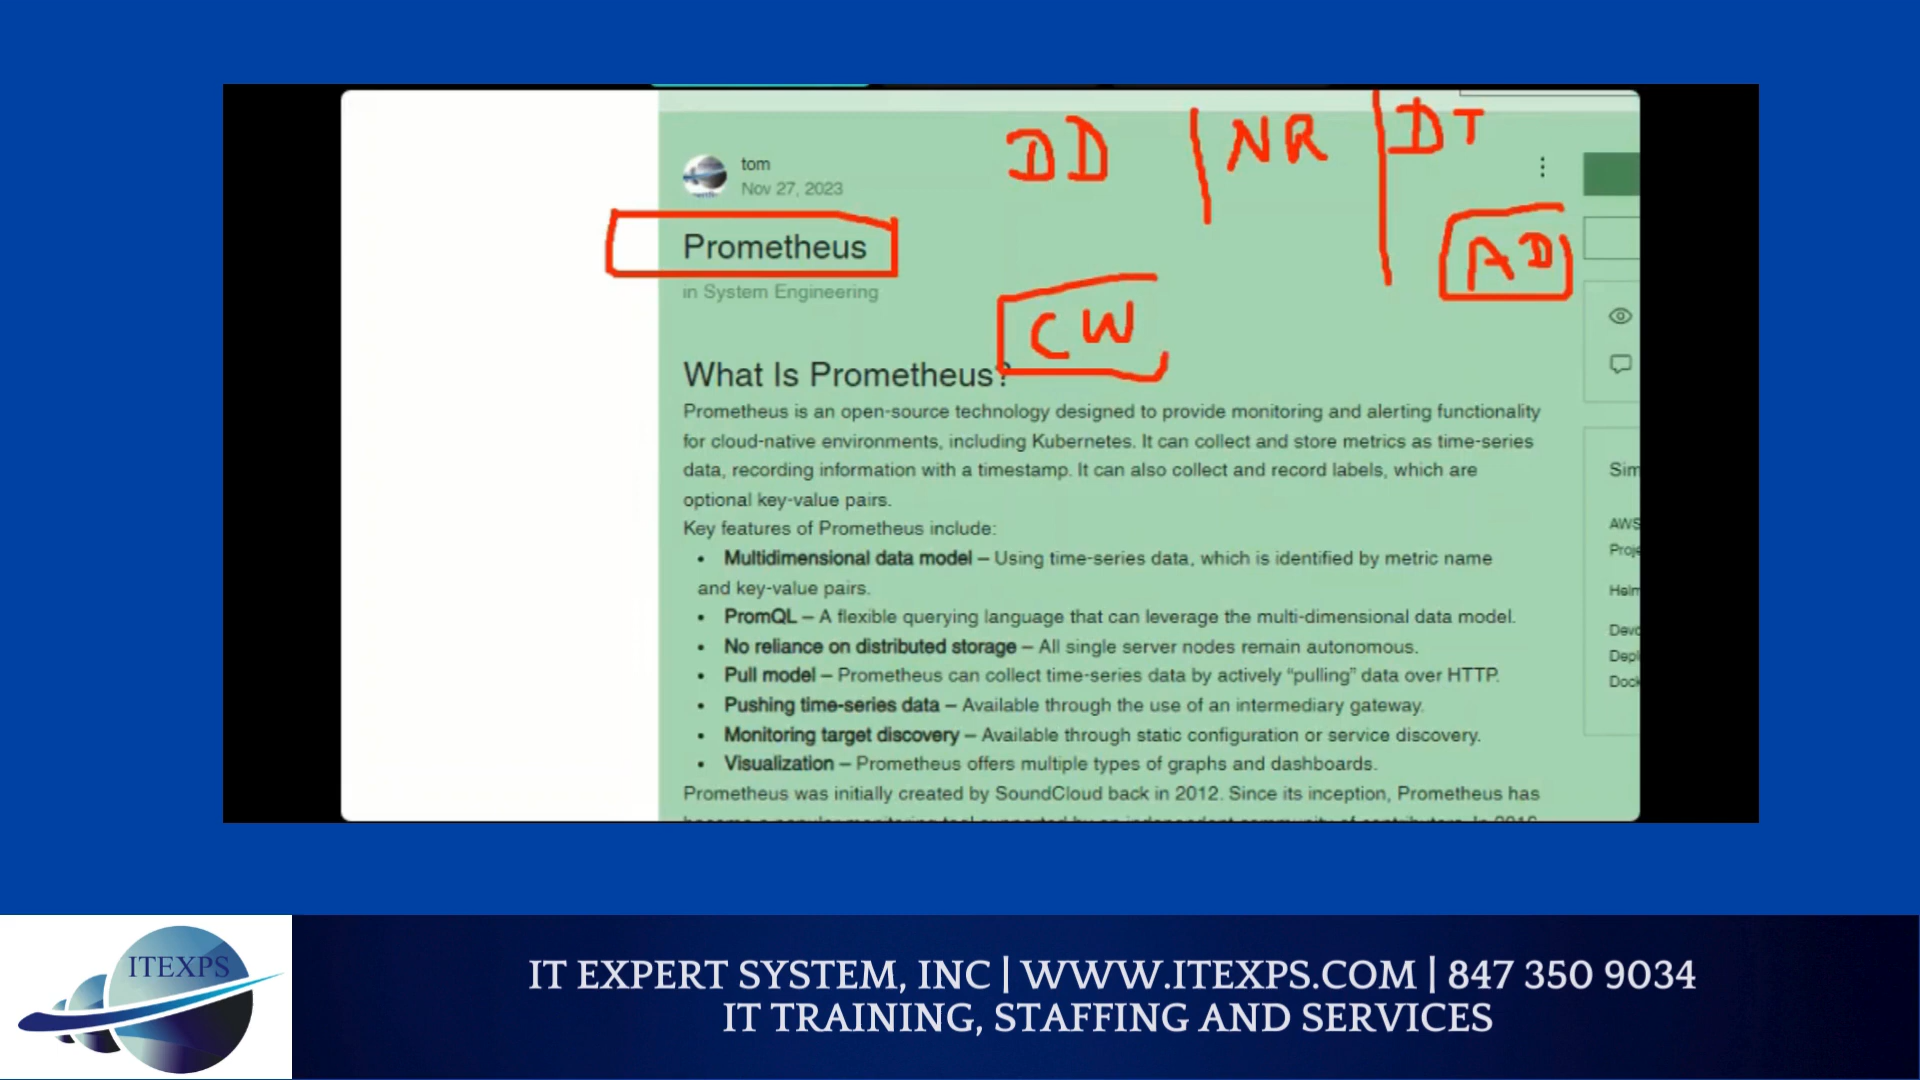 DD | NR | DT
tom
Nov 27, 2023
Prometheus
AD
in System Engineering
CW
What Is Prometheus?
Prometheus is an open-source technology designed to provide monitoring and alerting functionality
for cloud-native environments, including Kubernetes. It can collect and store metrics as time-series
data, recording information with a timestamp. It can also collect and record labels, which are
optional key-value pairs.
Key features of Prometheus include:
• Multidimensional data model – Using time-series data, which is identified by metric name
and key-value pairs.
• PromQL – A flexible querying language that can leverage the multi-dimensional data model.
• No reliance on distributed storage – All single server nodes remain autonomous.
• Pull model – Prometheus can collect time-series data by actively “pulling” data over HTTP.
• Pushing time-series data – Available through the use of an intermediary gateway.
• Monitoring target discovery – Available through static configuration or service discovery.
• Visualization – Prometheus offers multiple types of graphs and dashboards.
Prometheus was initially created by SoundCloud back in 2012. Since its inception, Prometheus has
Sim
AWS
Proje
Helm
Devo
Depl
Dock
ITEXPS
IT EXPERT SYSTEM, INC | WWW.ITEXPS.COM | 847 350 9034
IT TRAINING, STAFFING AND SERVICES